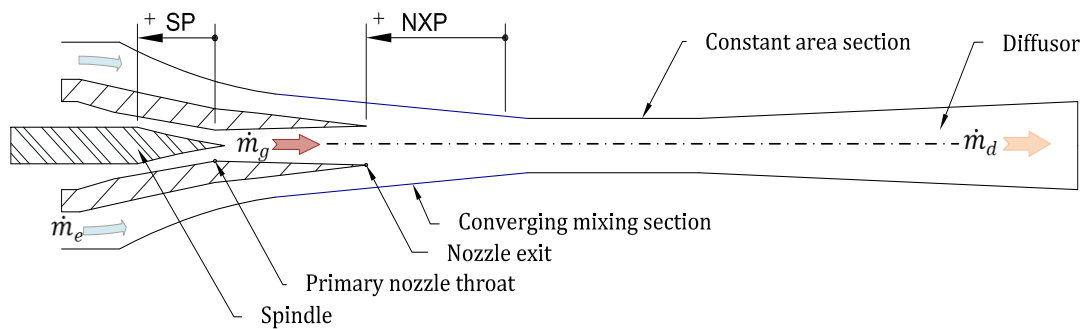 + SP
+ NXP
Constant area section
Diffusor
ṁg
ṁd
ṁe
Converging mixing section
Nozzle exit
Primary nozzle throat
Spindle